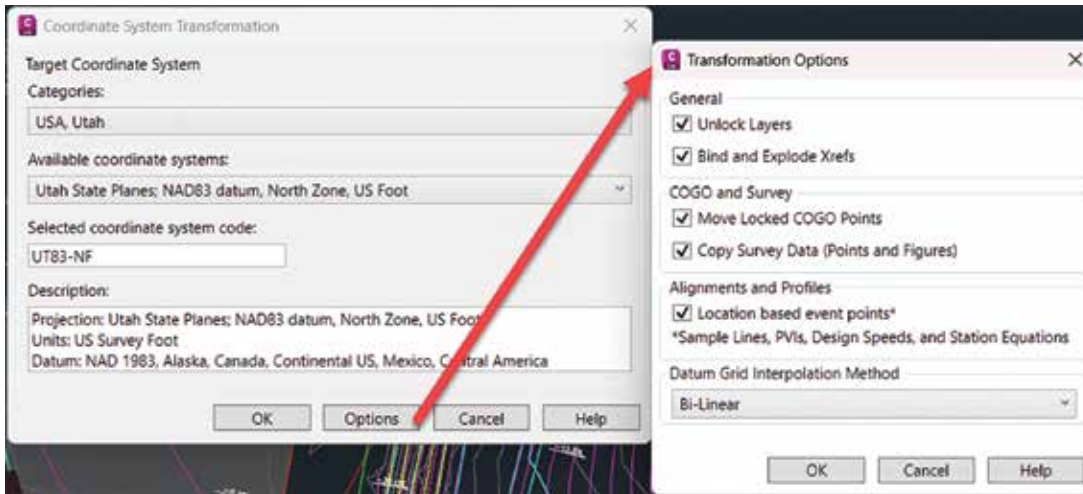 Coordinate System Transformation
Target Coordinate System
Categories:
USA, Utah
Available coordinate systems:
Utah State Planes; NAD83 datum, North Zone, US Foot
Selected coordinate system code:
UT83-NF
Description:
Projection: Utah State Planes; NAD83 datum, North Zone, US Foot
Units: US Survey Foot
Datum: NAD 1983, Alaska, Canada, Continental US, Mexico, Central America
OK Options Cancel Help
Transformation Options
General
Unlock Layers
Bind and Explode Xrefs
COGO and Survey
Move Locked COGO Points
Copy Survey Data (Points and Figures)
Alignments and Profiles
Location based event points*
*Sample Lines, PVIs, Design Speeds, and Station Equations
Datum Grid Interpolation Method
Bi-Linear
OK Cancel Help